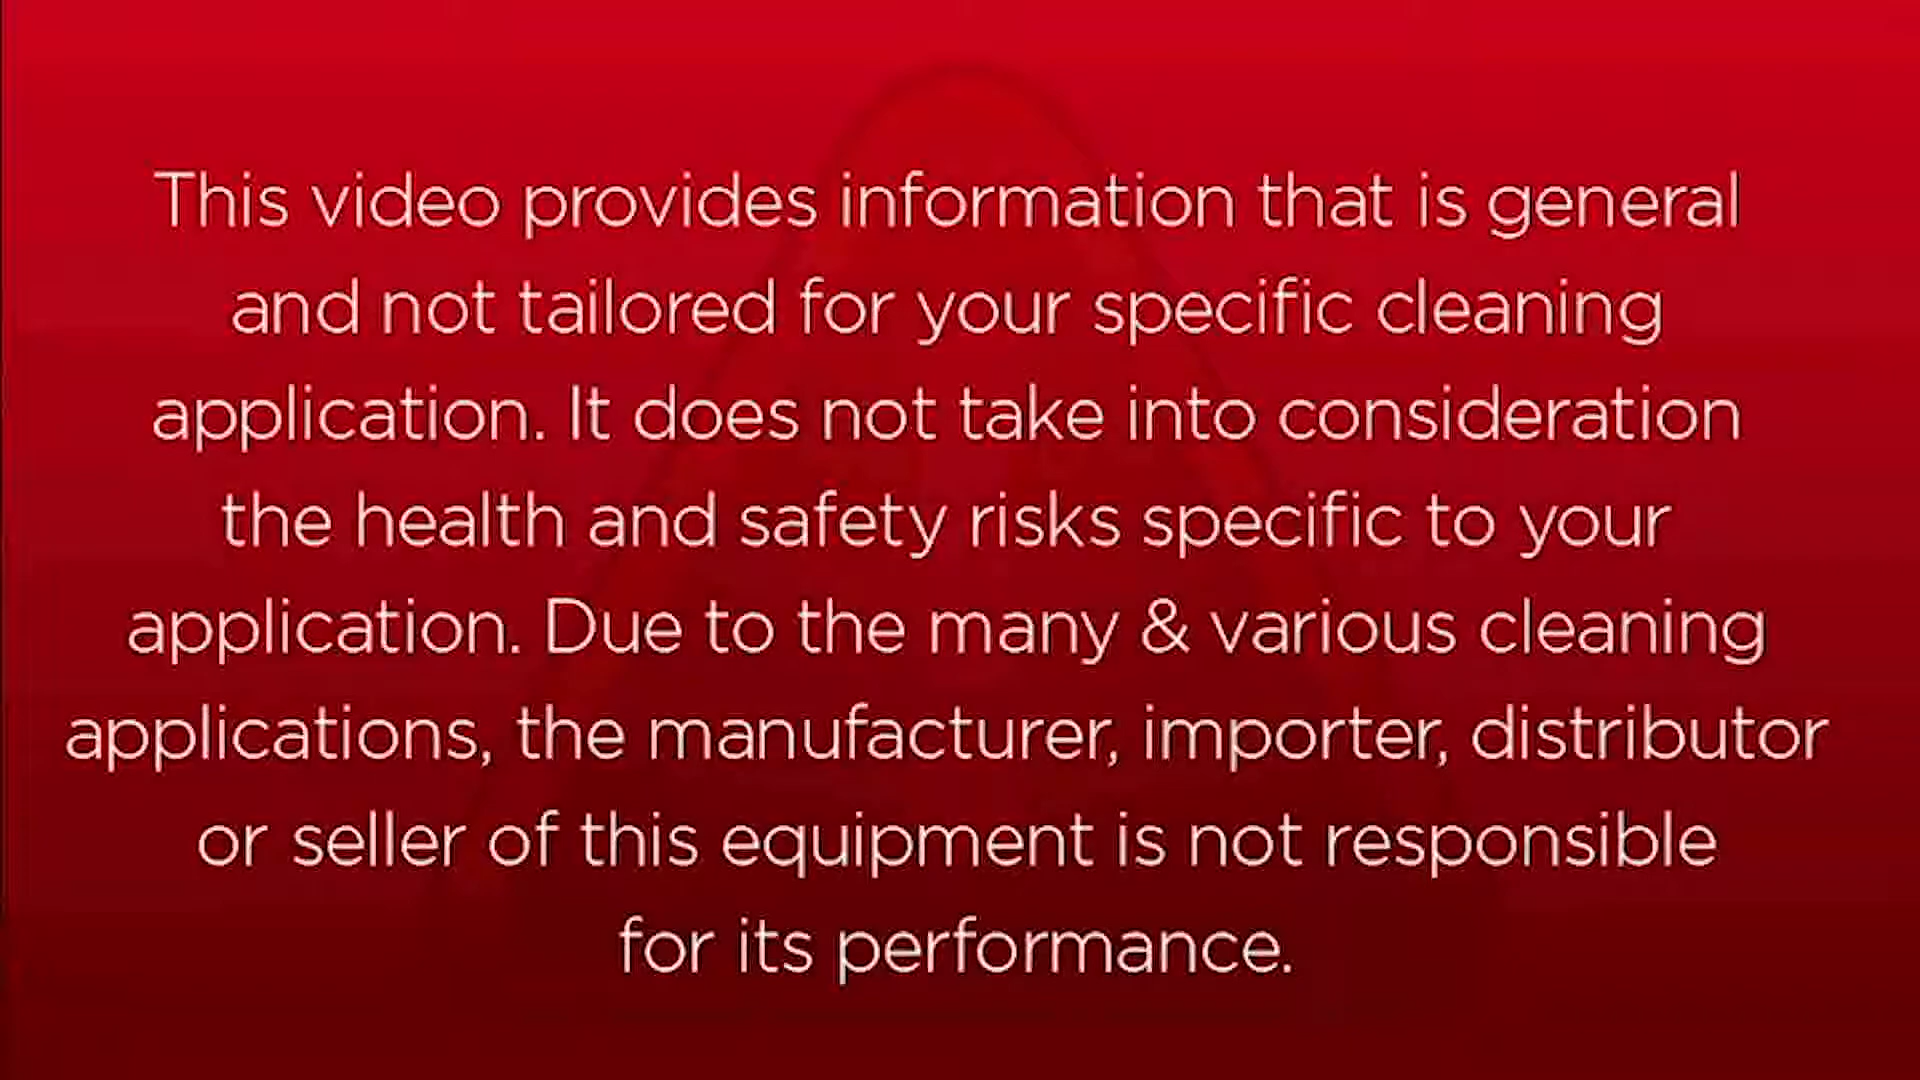 This video provides information that is general
and not tailored for your specific cleaning
application. It does not take into consideration
the health and safety risks specific to your
application. Due to the many & various cleaning
applications, the manufacturer, importer, distributor
or seller of this equipment is not responsible
for its performance.